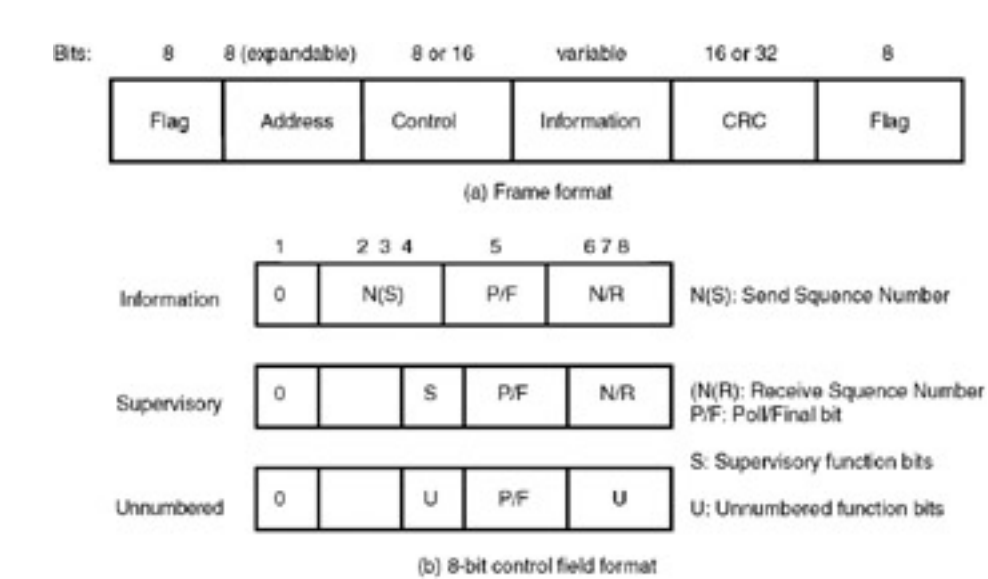 Bits: 8 8 (expandable) 8 or 16 variable 16 or 32 8
Flag Address Control Information CRC Flag
(a) Frame format
1 2 3 4 5 6 7 8
Information 0 N(S) P/F N/R N(S): Send Squence Number
Supervisory 0 S P/F N/R (N(R): Receive Squence Number
P/F: Poll/Final bit
S: Supervisory function bits
Unnumbered 0 U P/F U U: Unnumbered function bits
(b) 8-bit control field format